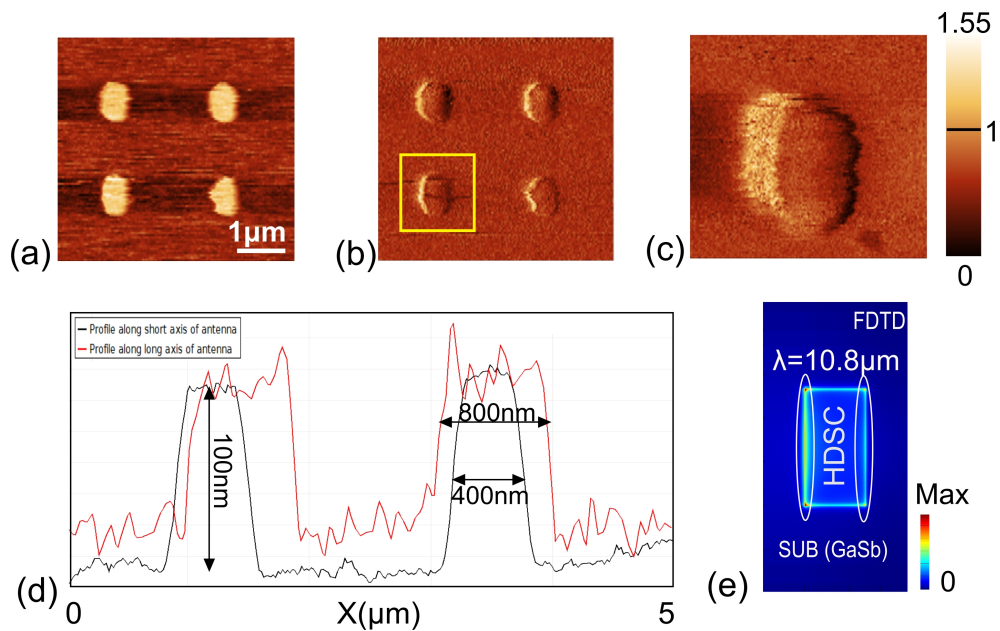 1.55
1
0
1μm
(a)
(b)
(c)
Profile along short axis of antenna
Profile along long axis of antenna
100nm
800nm
400nm
(d)
0
X(μm)
5
FDTD
λ=10.8μm
HDSC
SUB (GaSb)
Max
0
(e)